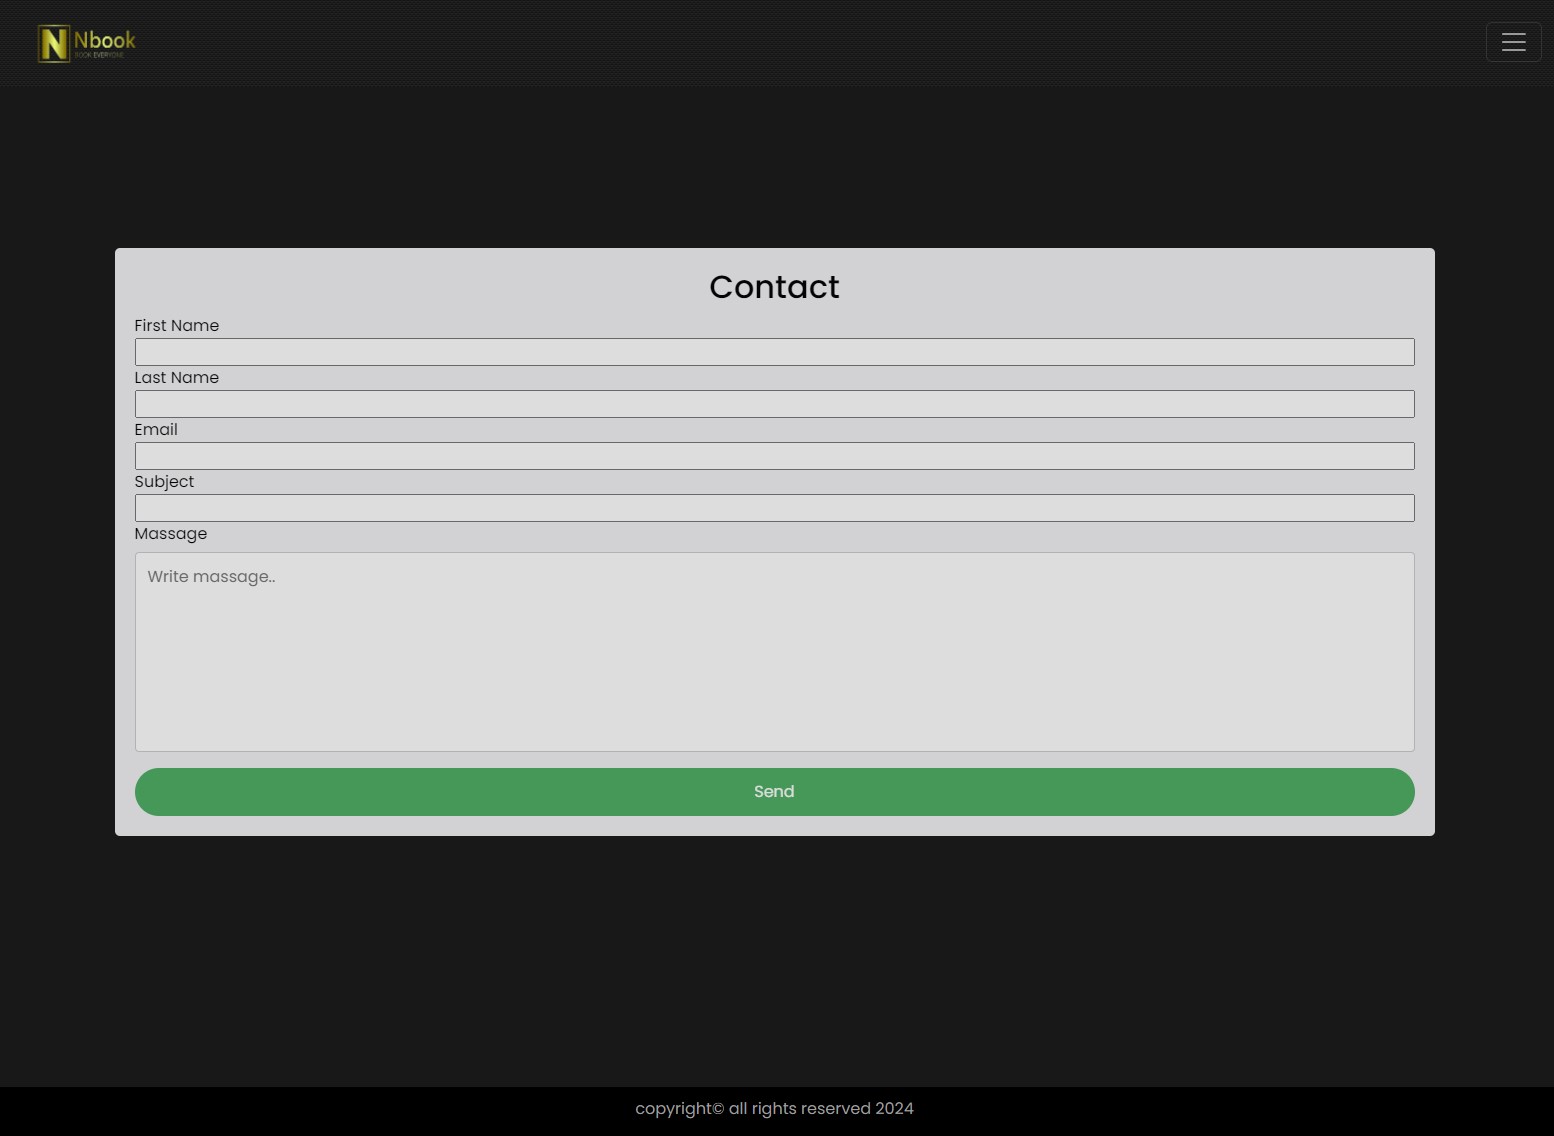 N Nbook
BOOK EVERYONE
Contact
First Name
Last Name
Email
Subject
Massage
Write massage..
Send
copyright© all rights reserved 2024